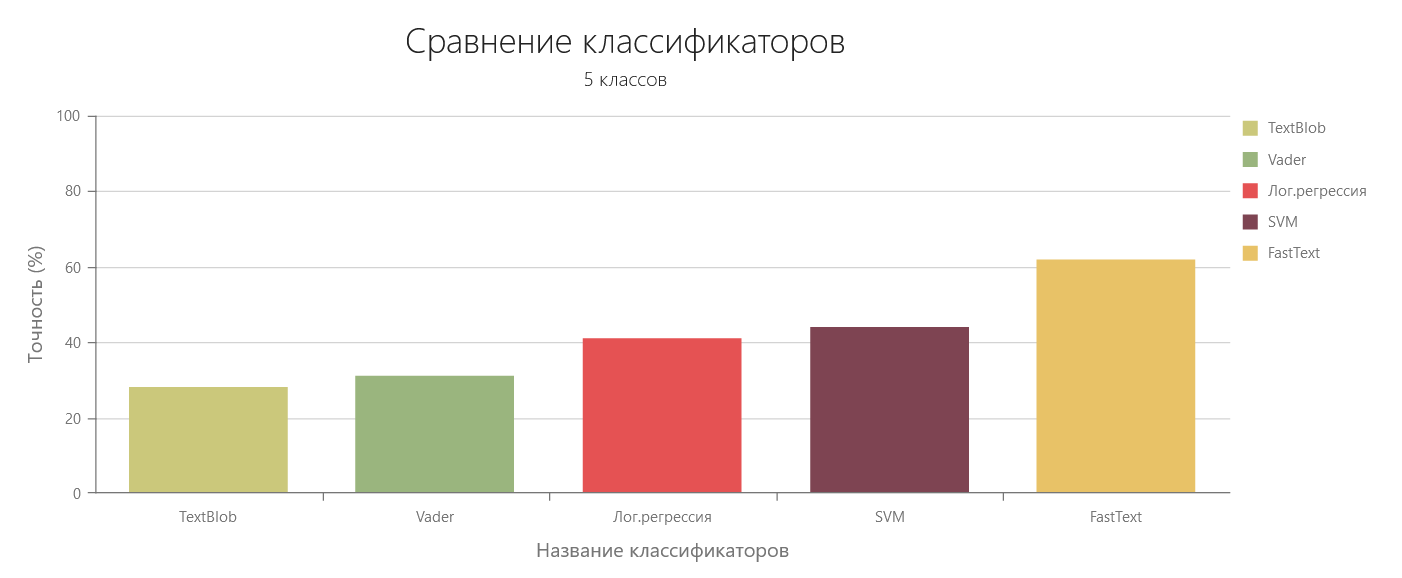 Сравнение классификаторов
5 классов
Точность (%)
100
80
60
40
20
0
TextBlob
Vader
Лог.регрессия
SVM
FastText
Название классификаторов
TextBlob
Vader
Лог.регрессия
SVM
FastText